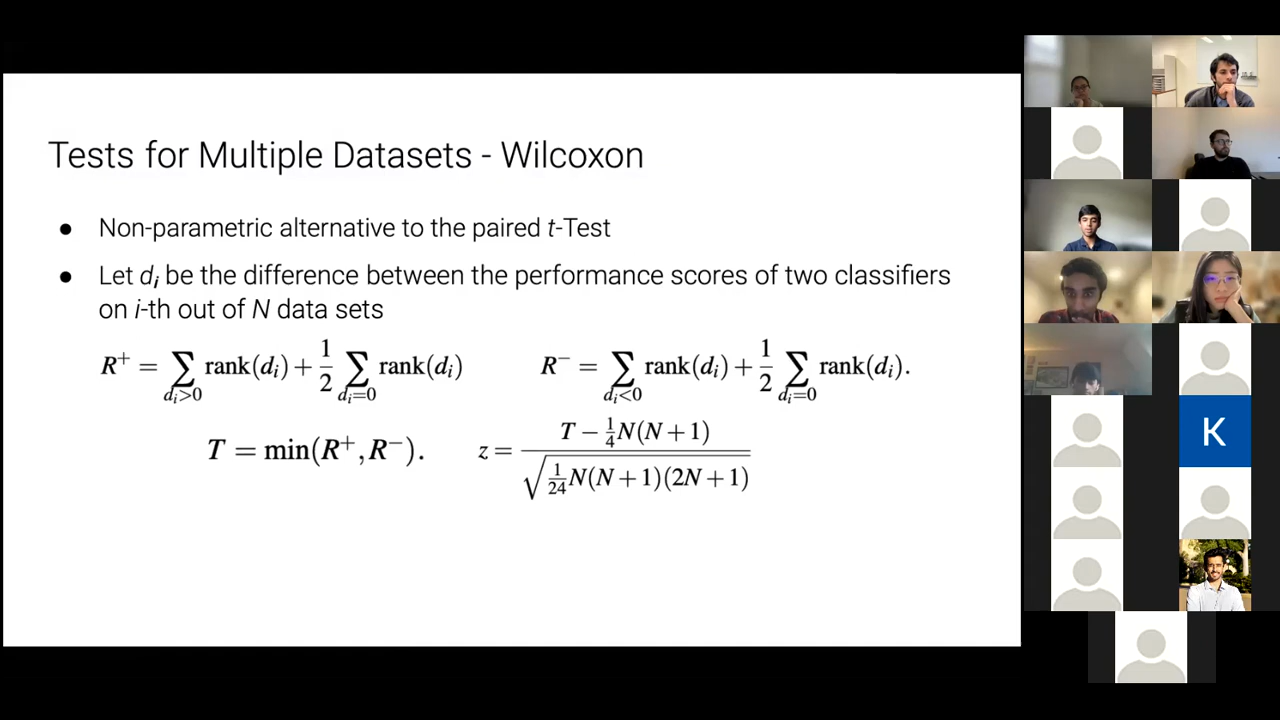 Tests for Multiple Datasets - Wilcoxon
● Non-parametric alternative to the paired t-Test
● Let dᵢ be the difference between the performance scores of two classifiers
on i-th out of N data sets
R⁺ = ∑_{dᵢ>0} rank(dᵢ) + 1/2 ∑_{dᵢ=0} rank(dᵢ) R⁻ = ∑_{dᵢ<0} rank(dᵢ) + 1/2 ∑_{dᵢ=0} rank(dᵢ).
T = min(R⁺, R⁻). z = (T − 1/4 N(N+1)) / √(1/24 N(N+1)(2N+1))
K